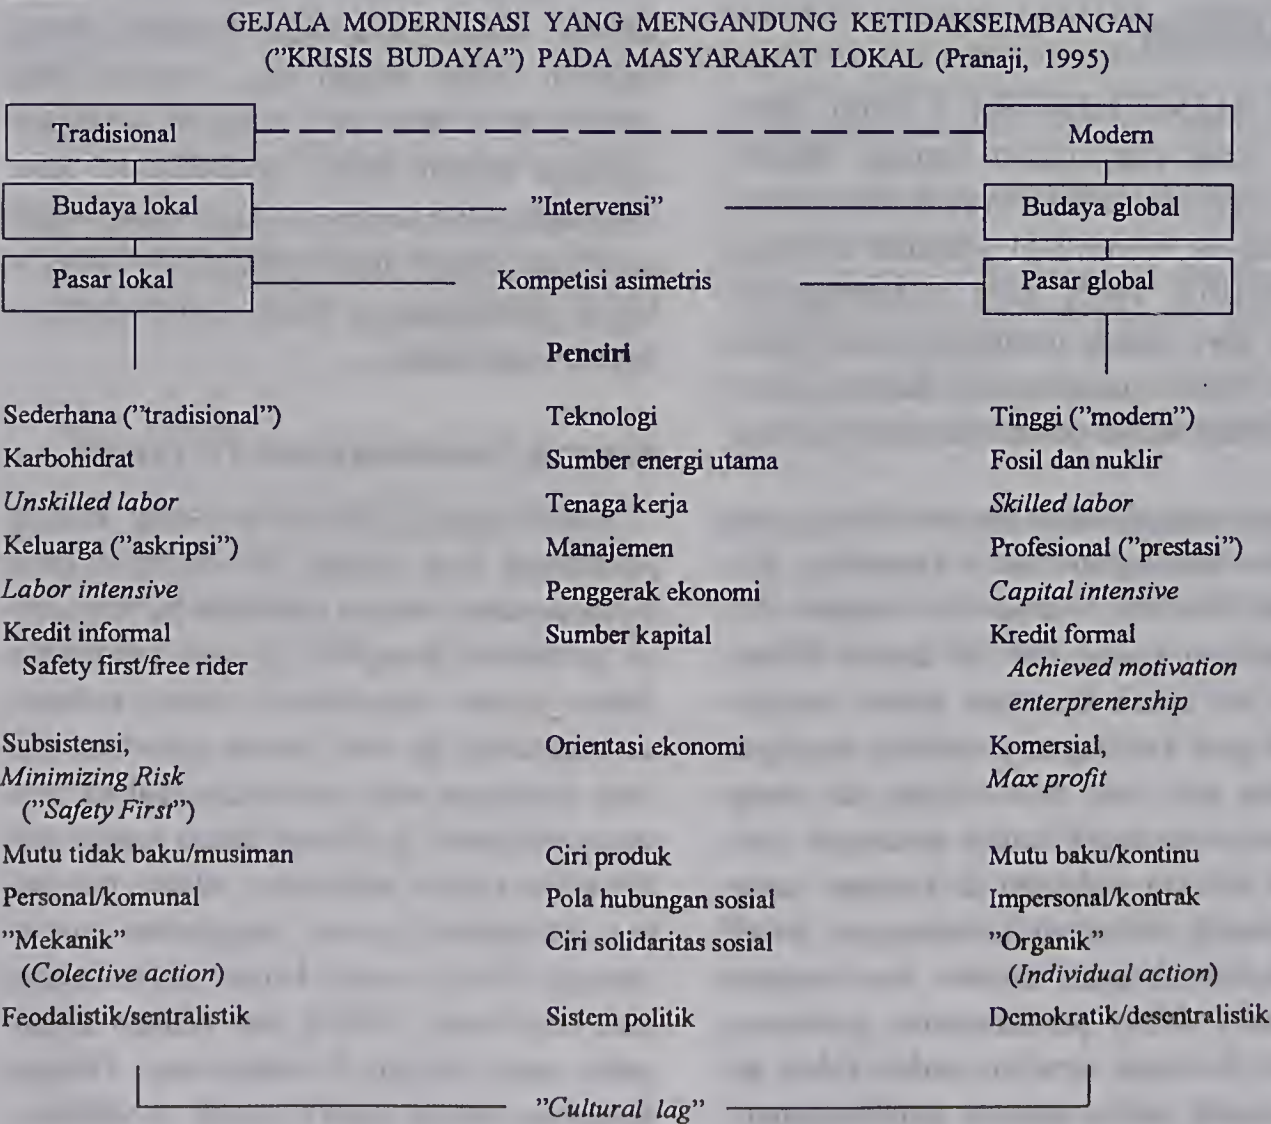 GEJALA MODERNISASI YANG MENGANDUNG KETIDAKSEIMBANGAN
("KRISIS BUDAYA") PADA MASYARAKAT LOKAL (Pranaji, 1995)
Tradisional Modern
Budaya lokal "Intervensi" Budaya global
Pasar lokal Kompetisi asimetris Pasar global
Penciri
Sederhana ("tradisional") Teknologi Tinggi ("modern")
Karbohidrat Sumber energi utama Fosil dan nuklir
Unskilled labor Tenaga kerja Skilled labor
Keluarga ("askripsi") Manajemen Profesional ("prestasi")
Labor intensive Penggerak ekonomi Capital intensive
Kredit informal Sumber kapital Kredit formal
Safety first/free rider Achieved motivation
enterprenership
Subsistensi, Orientasi ekonomi Komersial,
Minimizing Risk Max profit
("Safety First")
Mutu tidak baku/musiman Ciri produk Mutu baku/kontinu
Personal/komunal Pola hubungan sosial Impersonal/kontrak
"Mekanik" Ciri solidaritas sosial "Organik"
(Colective action) (Individual action)
Feodalistik/sentralistik Sistem politik Demokratik/desentralistik
"Cultural lag"